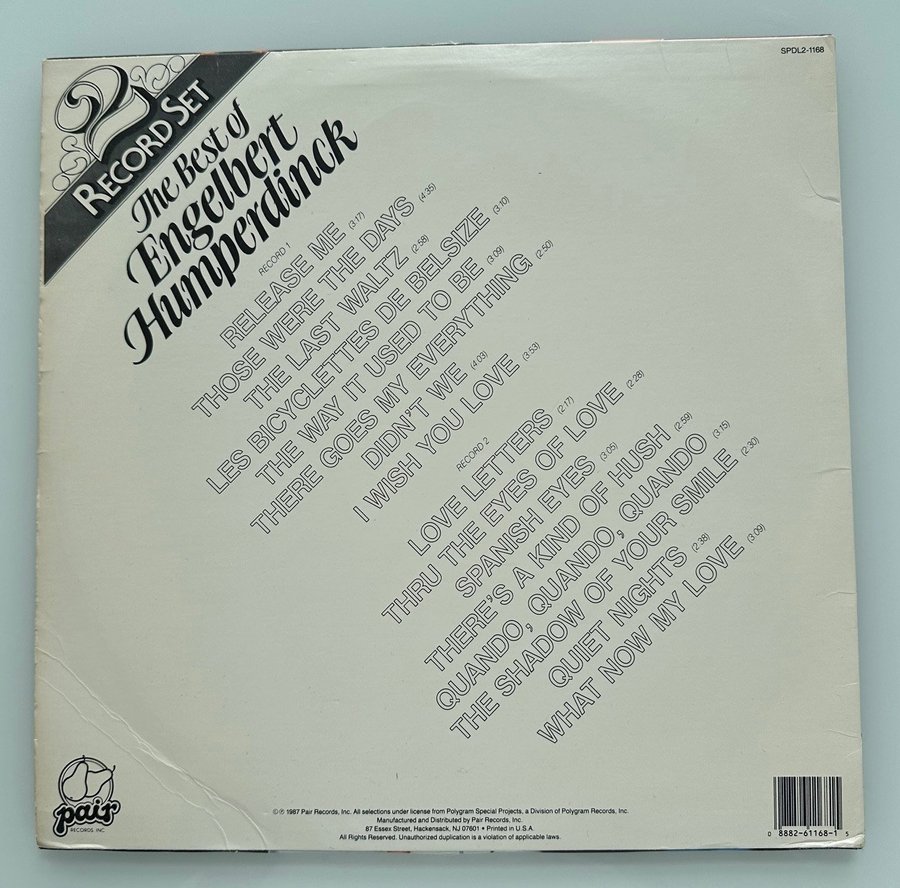 SPDL2-1168
2
RECORD SET
The Best of
Engelbert
Humperdinck
RECORD 1
RELEASE ME (3:17)
THOSE WERE THE DAYS (4:35)
THE LAST WALTZ (2:58)
LES BICYCLETTES DE BELSIZE (3:10)
THE WAY IT USED TO BE (3:09)
THERE GOES MY EVERYTHING (2:50)
DIDN'T WE (4:03)
I WISH YOU LOVE (3:53)
RECORD 2
LOVE LETTERS (2:17)
THRU THE EYES OF LOVE (2:28)
SPANISH EYES (3:05)
THERE'S A KIND OF HUSH (2:59)
QUANDO, QUANDO, QUANDO (3:15)
THE SHADOW OF YOUR SMILE (2:30)
QUIET NIGHTS (2:38)
WHAT NOW MY LOVE (3:09)
pair
RECORDS, INC.
© ℗ 1987 Pair Records, Inc. All selections under license from Polygram Special Projects, a Division of Polygram Records, Inc.
Manufactured and Distributed by Pair Records, Inc.
87 Essex Street, Hackensack, NJ 07601 • Printed in U.S.A.
All Rights Reserved. Unauthorized duplication is a violation of applicable laws.
0 8882-61168-1 5